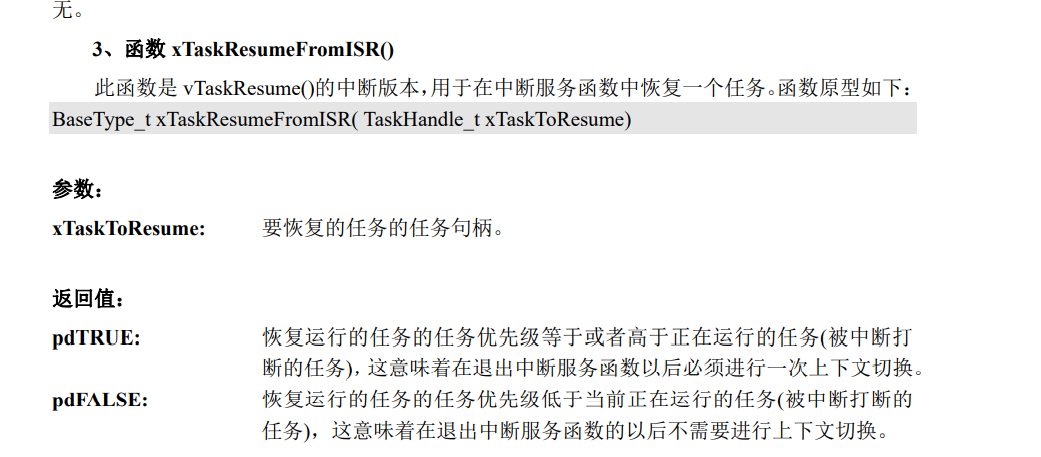 无。
3、函数 xTaskResumeFromISR()
此函数是 vTaskResume()的中断版本，用于在中断服务函数中恢复一个任务。函数原型如下：
BaseType_t xTaskResumeFromISR( TaskHandle_t xTaskToResume)
参数：
xTaskToResume: 要恢复的任务的任务句柄。
返回值：
pdTRUE: 恢复运行的任务的任务优先级等于或者高于正在运行的任务(被中断打
断的任务)，这意味着在退出中断服务函数以后必须进行一次上下文切换。
pdFALSE: 恢复运行的任务的任务优先级低于当前正在运行的任务(被中断打断的
任务)，这意味着在退出中断服务函数的以后不需要进行上下文切换。